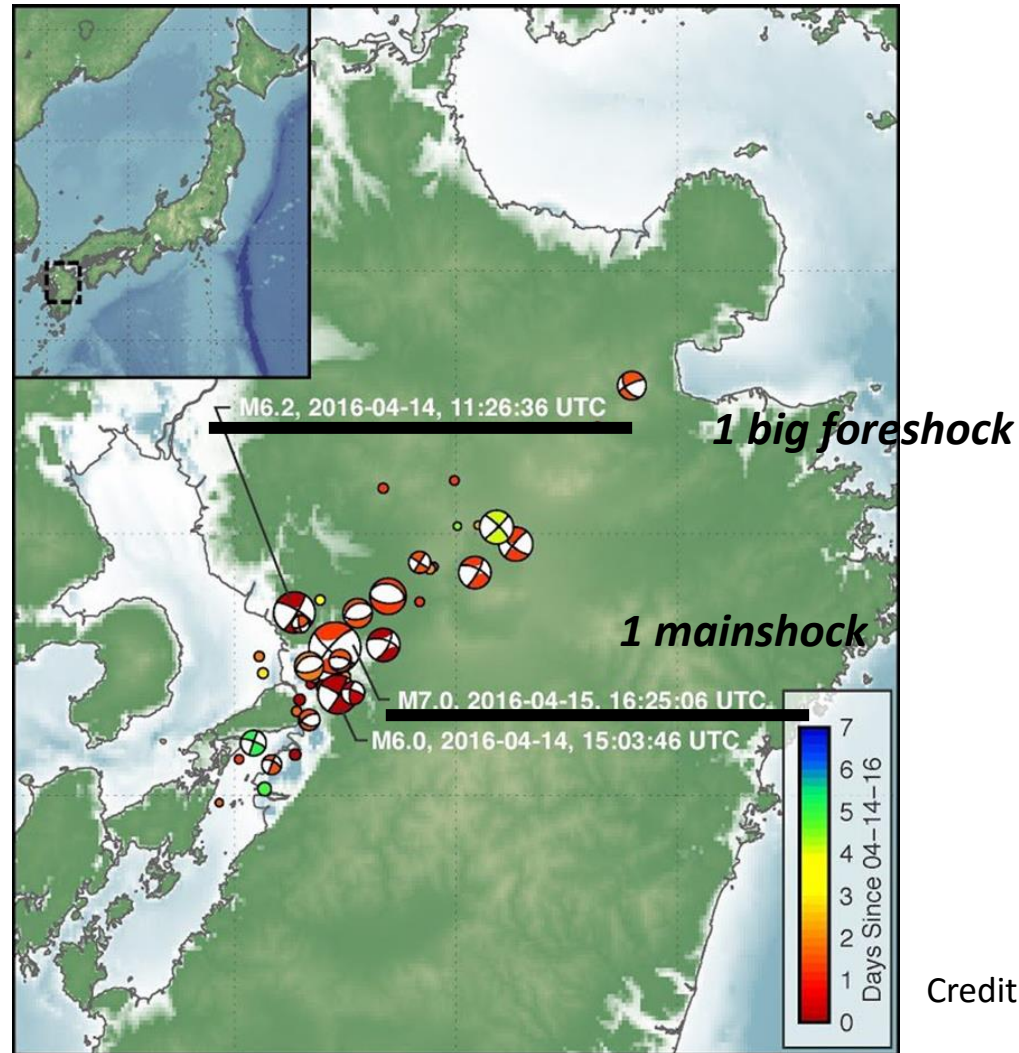 M6.2, 2016-04-14, 11:26:36 UTC
1 big foreshock
1 mainshock
M7.0, 2016-04-15, 16:25:06 UTC
M6.0, 2016-04-14, 15:03:46 UTC
7
6
5
4
3
2
1
0
Days Since 04-14-16
Credit